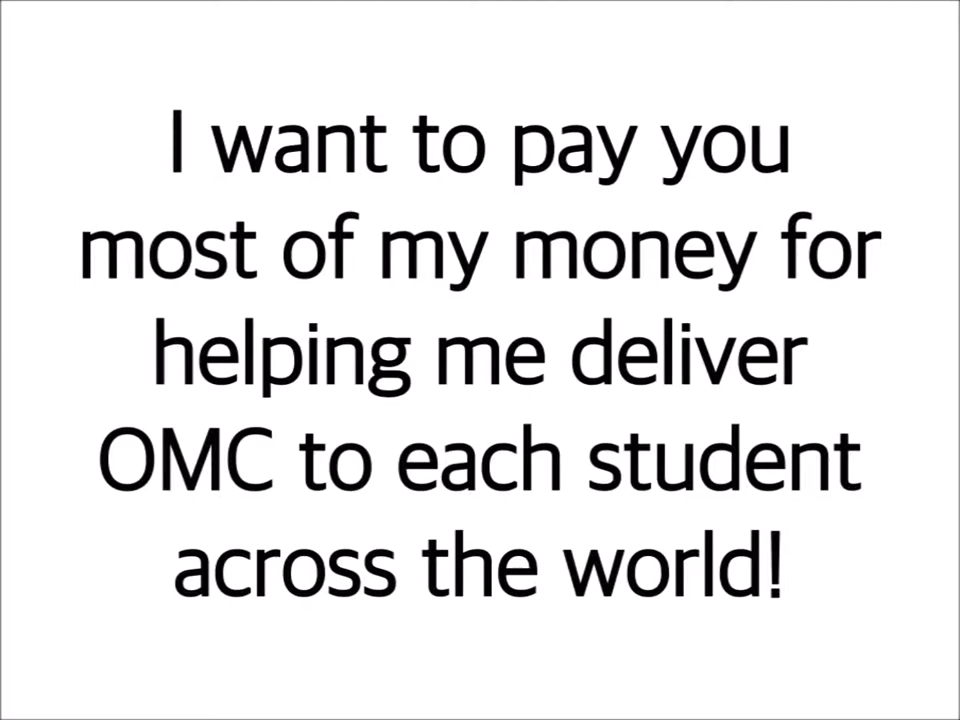 I want to pay you
most of my money for
helping me deliver
OMC to each student
across the world!